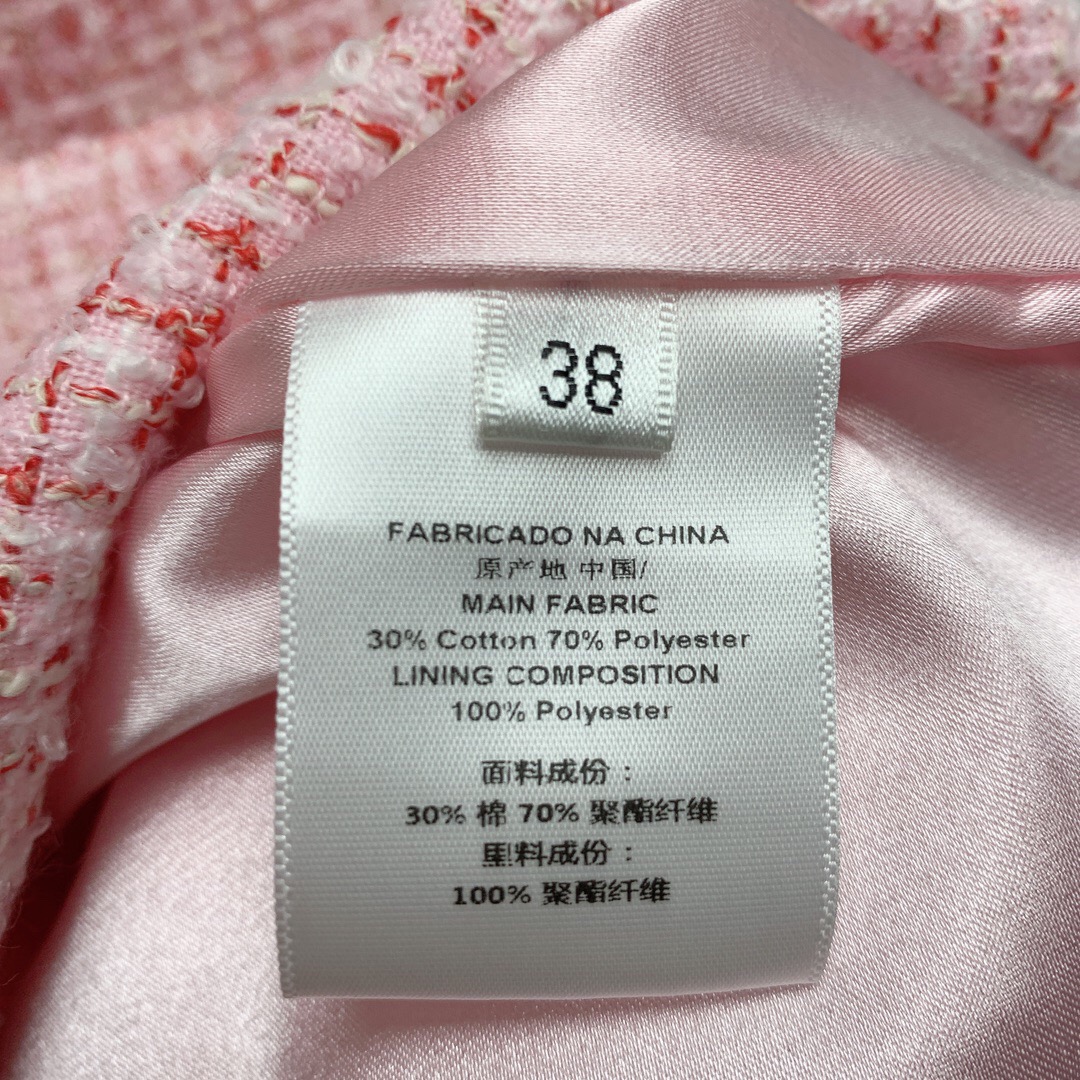 38
FABRICADO NA CHINA
原产地 中国/
MAIN FABRIC
30% Cotton 70% Polyester
LINING COMPOSITION
100% Polyester
面料成份：
30% 棉 70% 聚酯纤维
里料成份：
100% 聚酯纤维